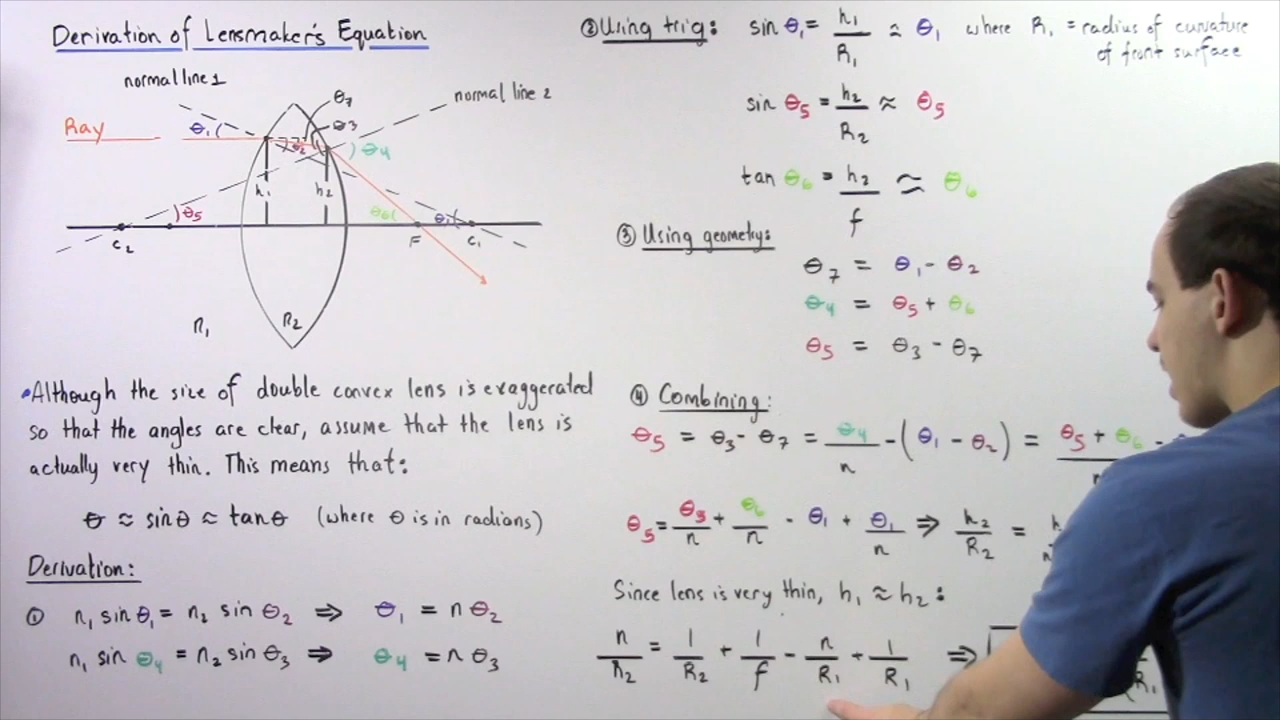 Derivation of Lensmaker's Equation
normal line 1
normal line 2
Ray
θ₁
θ₂
θ₇
θ₃
θ₄
h₁
h₂
θ₅
θ₆
θ₁
C₂
F
C₁
n₁
n₂
•Although the size of double convex lens is exaggerated
so that the angles are clear, assume that the lens is
actually very thin. This means that:
θ ≈ sinθ ≈ tanθ (where θ is in radians)
Derivation:
① n₁ sin θ₁ = n₂ sin θ₂ ⇒ θ₁ = n θ₂
n₁ sin θ₄ = n₂ sin θ₃ ⇒ θ₄ = n θ₃
② Using trig: sin θ₁ = h₁/R₁ ≈ θ₁ where R₁ = radius of curvature
of front surface
sin θ₅ = h₂/R₂ ≈ θ₅
tan θ₆ = h₂/f ≈ θ₆
③ Using geometry:
θ₇ = θ₁ - θ₂
θ₄ = θ₅ + θ₆
θ₅ = θ₃ - θ₇
④ Combining:
θ₅ = θ₃ - θ₇ = θ₄/n - (θ₁ - θ₂) = θ₅ + θ₆
θ₅ = θ₅/n + θ₆/n - θ₁ + θ₁/n ⇒ h₂/R₂ =
Since lens is very thin, h₁ ≈ h₂:
n/R₂ = 1/R₂ + 1/f - n/R₁ + 1/R₁ ⇒
R₁